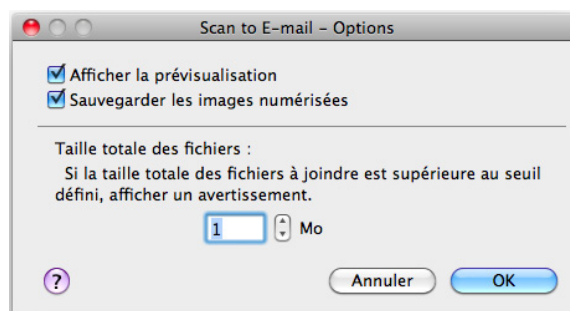 Scan to E-mail – Options
Afficher la prévisualisation
Sauvegarder les images numérisées
Taille totale des fichiers :
Si la taille totale des fichiers à joindre est supérieure au seuil
défini, afficher un avertissement.
1 Mo
? Annuler OK